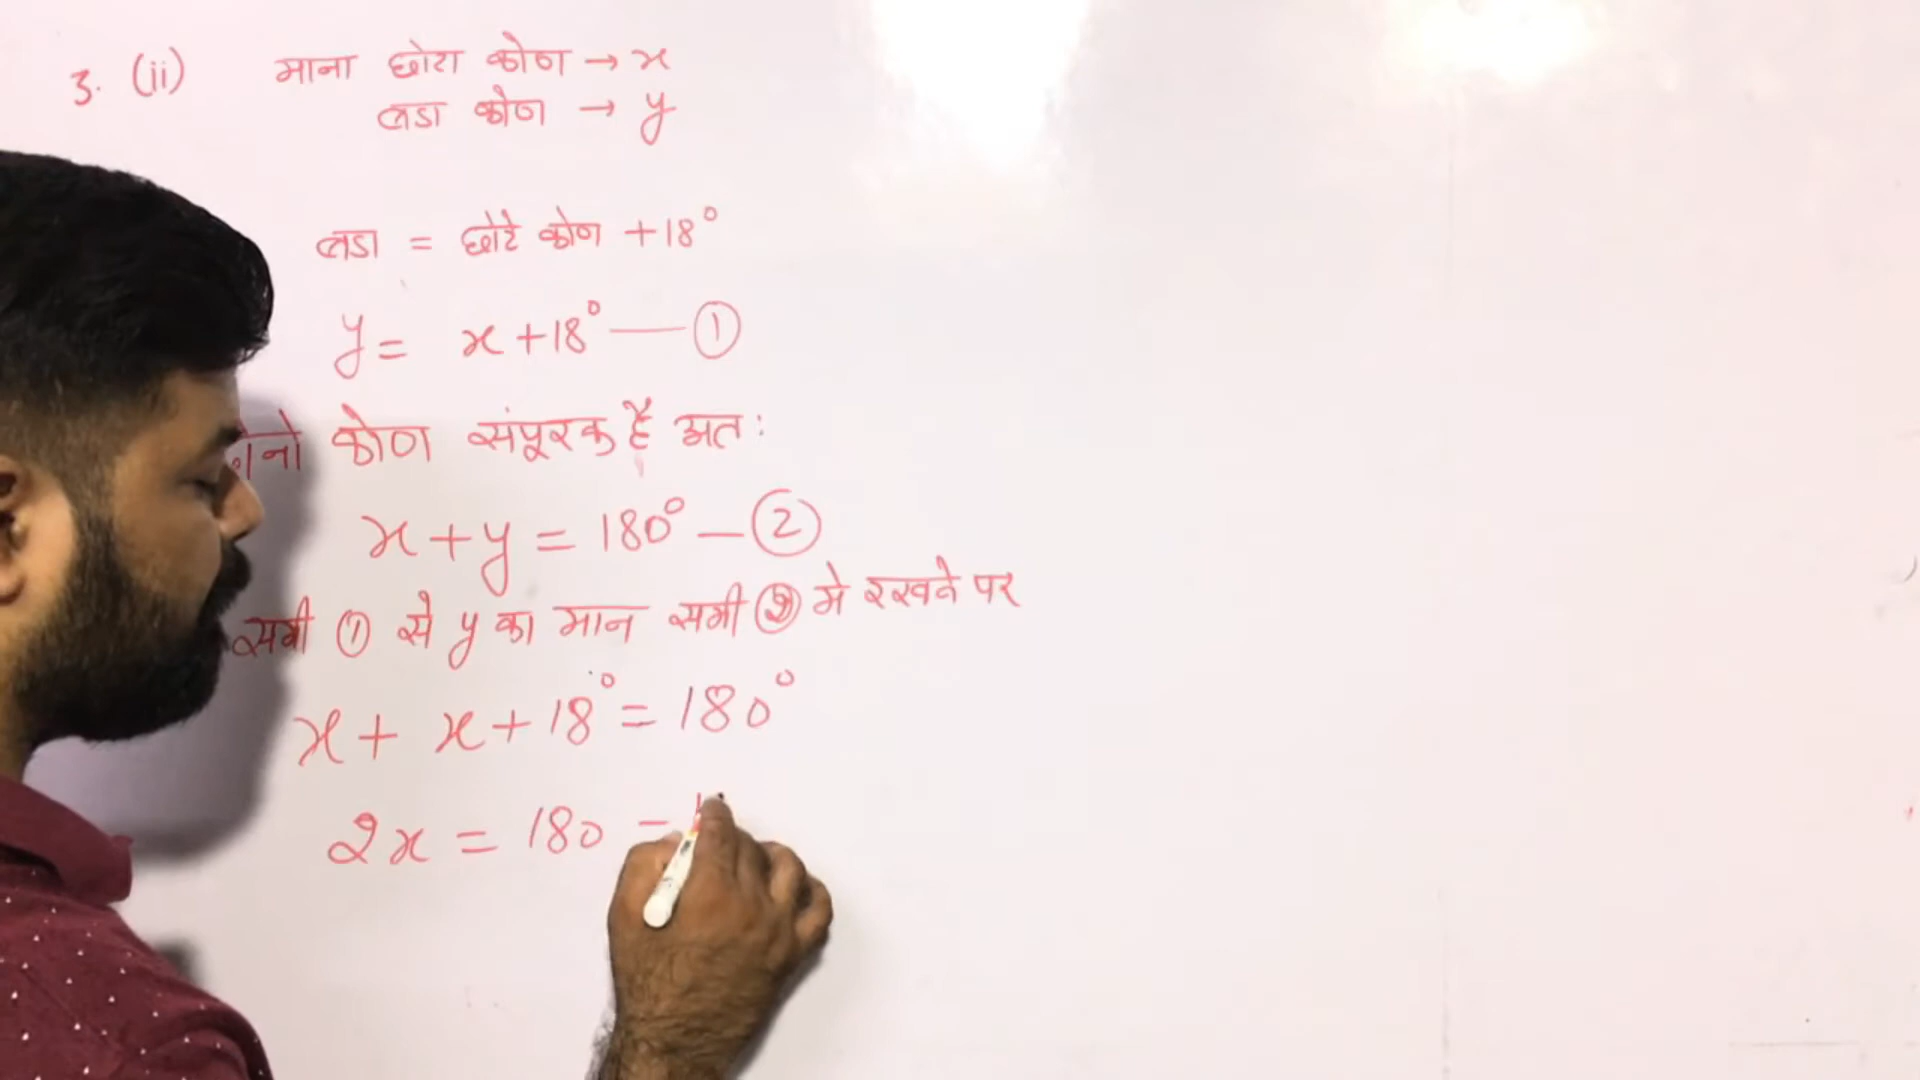 3. (ii) माना छोटा कोण → x
बडा कोण → y
बडा = छोटे कोण + 18°
y = x + 18° — ①
कोण संपूरक है अत:
x + y = 180° — ②
समी ① से y का मान समी ② मे रखने पर
x + x + 18° = 180°
2x = 180 -